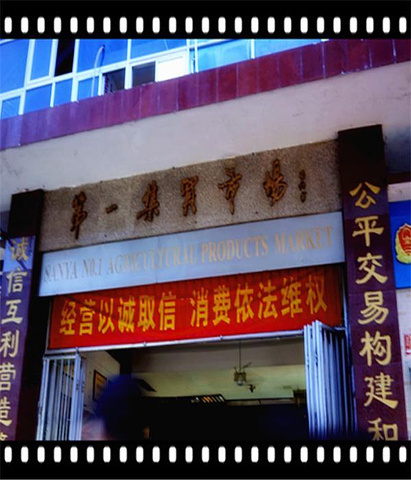 第一集贸市场
SANYA NO.1 AGRICULTURAL PRODUCTS MARKET
经营以诚取信 消费依法维权
诚信互利营造
公平交易构建和